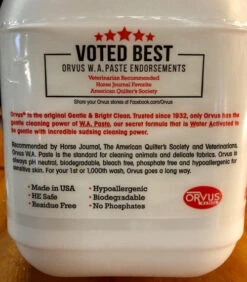 VOTED BEST
ORVUS W.A. PASTE ENDORSEMENTS
Veterinarian Recommended
Horse Journal Favorite
American Quilter's Society
Share your Orvus stories at Facebook.com/Orvus
Orvus® is the original Gentle & Bright Clean. Trusted since 1932, only Orvus has the
gentle cleaning power of W.A. Paste, our secret formula that is Water Activated to
be gentle with incredible sudsing cleaning power.
Recommended by Horse Journal, The American Quilter's Society and Veterinarians,
Orvus W.A. Paste is the standard for cleaning animals and delicate fabrics. Orvus is
always pH neutral, biodegradable, bleach free, phosphate free and hypoallergenic for
sensitive skin. For your 1st or 1,000th wash, Orvus goes a long way.
• Made in USA
• HE Safe
• Residue Free
• Hypoallergenic
• Biodegradable
• No Phosphates
ORVUS